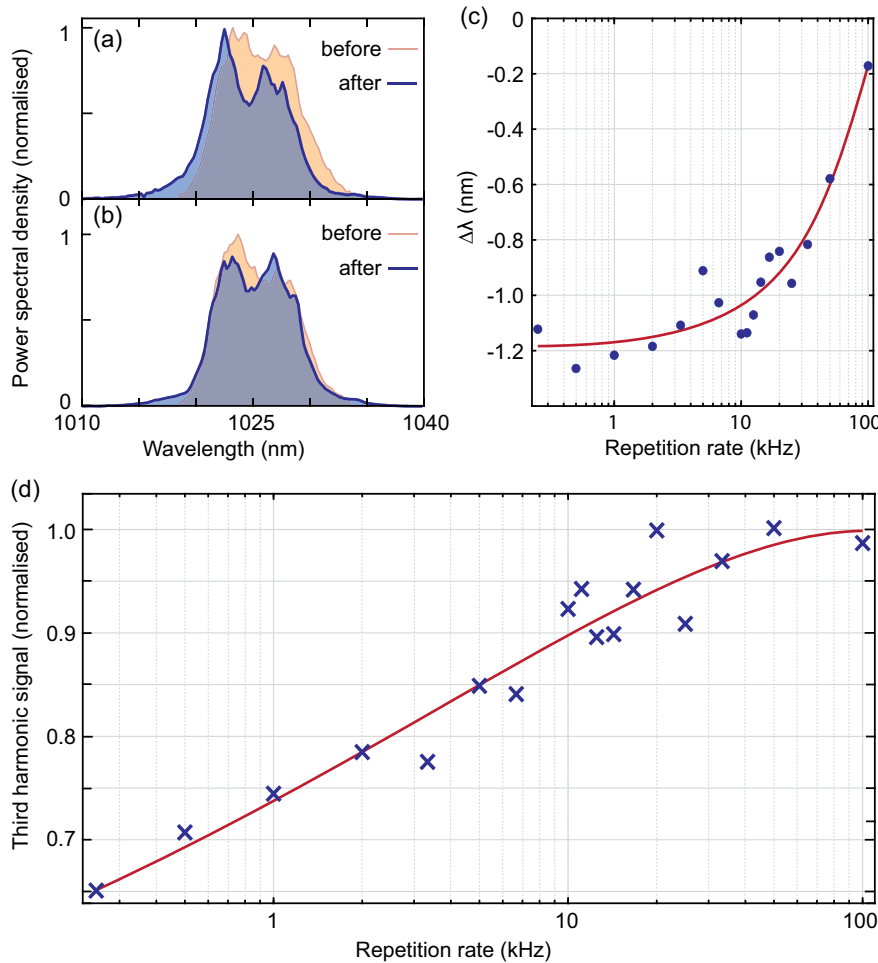 (a)
before
after
1
0
(b)
before
after
1
0
1010
1025
1040
Wavelength (nm)
Power spectral density (normalised)
(c)
0
-0.2
-0.4
-0.6
-0.8
-1.0
-1.2
Δλ (nm)
1
10
100
Repetition rate (kHz)
(d)
1.0
0.9
0.8
0.7
Third harmonic signal (normalised)
1
10
100
Repetition rate (kHz)